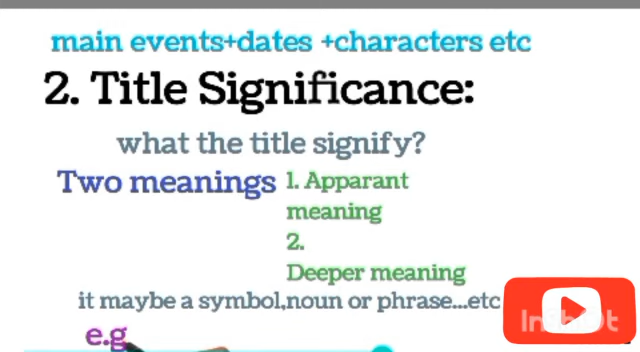 main events+dates +characters etc
2. Title Significance:
what the title signify?
Two meanings 1. Apparant
meaning
2.
Deeper meaning
it maybe a symbol,noun or phrase...etc
e.g